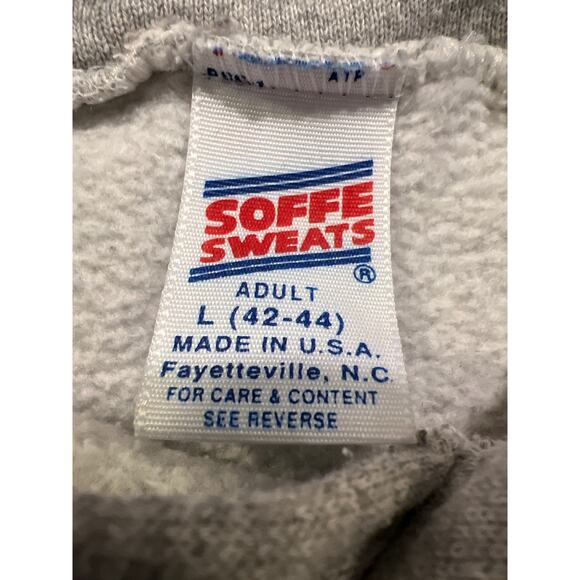 SOFFE
SWEATS
®
ADULT
L (42-44)
MADE IN U.S.A.
Fayetteville, N.C.
FOR CARE & CONTENT
SEE REVERSE